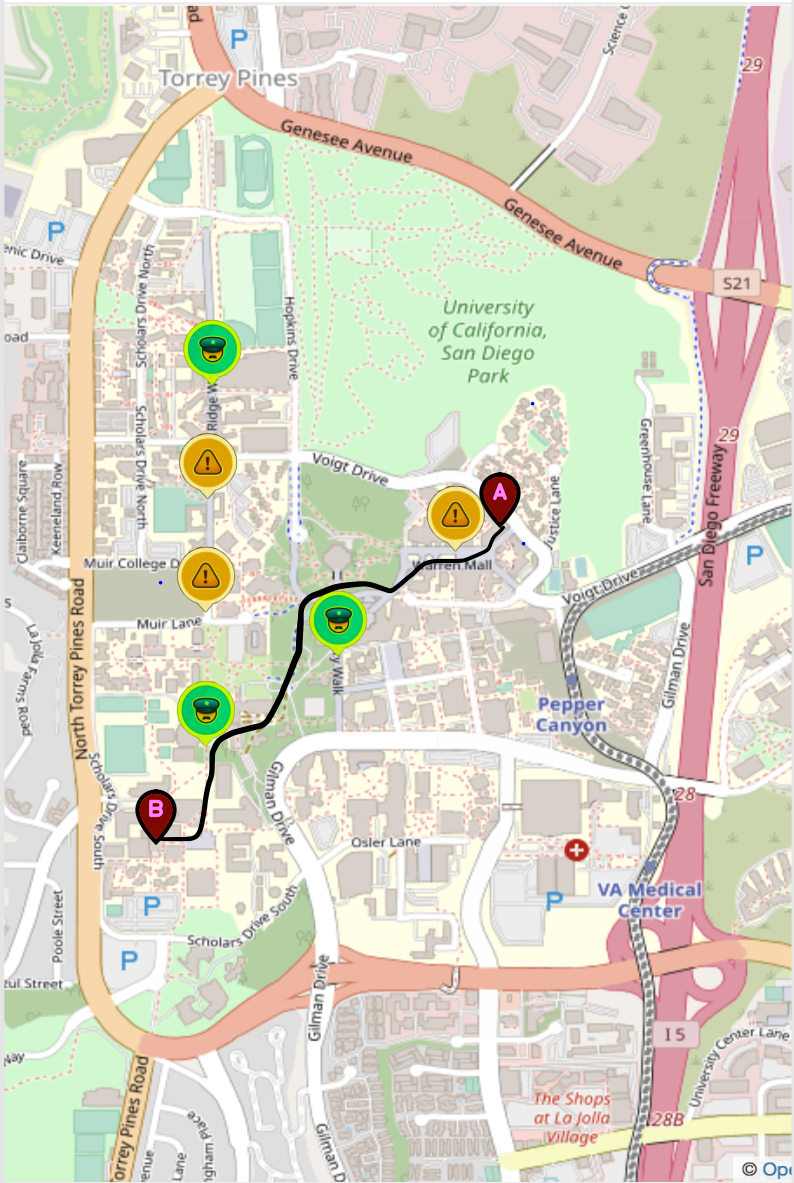 ad
P
Science C
29
Torrey Pines
Genesee Avenue
Genesee Avenue
P
enic Drive
S21
Scholars Drive North
Hopkins Drive
University
of California,
San Diego
Park
oad
Ridge W
Scholars Drive North
29
Greenhouse Lane
San Diego Freeway
Claiborne Square
Keeneland Row
Voigt Drive
A
Justice Lane
P
Muir College D
Warren Mall
Voigt Drive
S
Muir Lane
La Jolla Farms Road
North Torrey Pines Road
y Walk
Gilman Drive
Pepper
Canyon
Scholars Drive South
Gilman Drive
28
B
Osler Lane
P
P
VA Medical
Center
Poole Street
Scholars Drive South
P
zul Street
Gilman Drive
I 5
Nay
University Center Lane
Torrey Pines Road
The Shops
at La Jolla
Village
28B
ngham Place
Lane
venue
Gilman D
© Ope